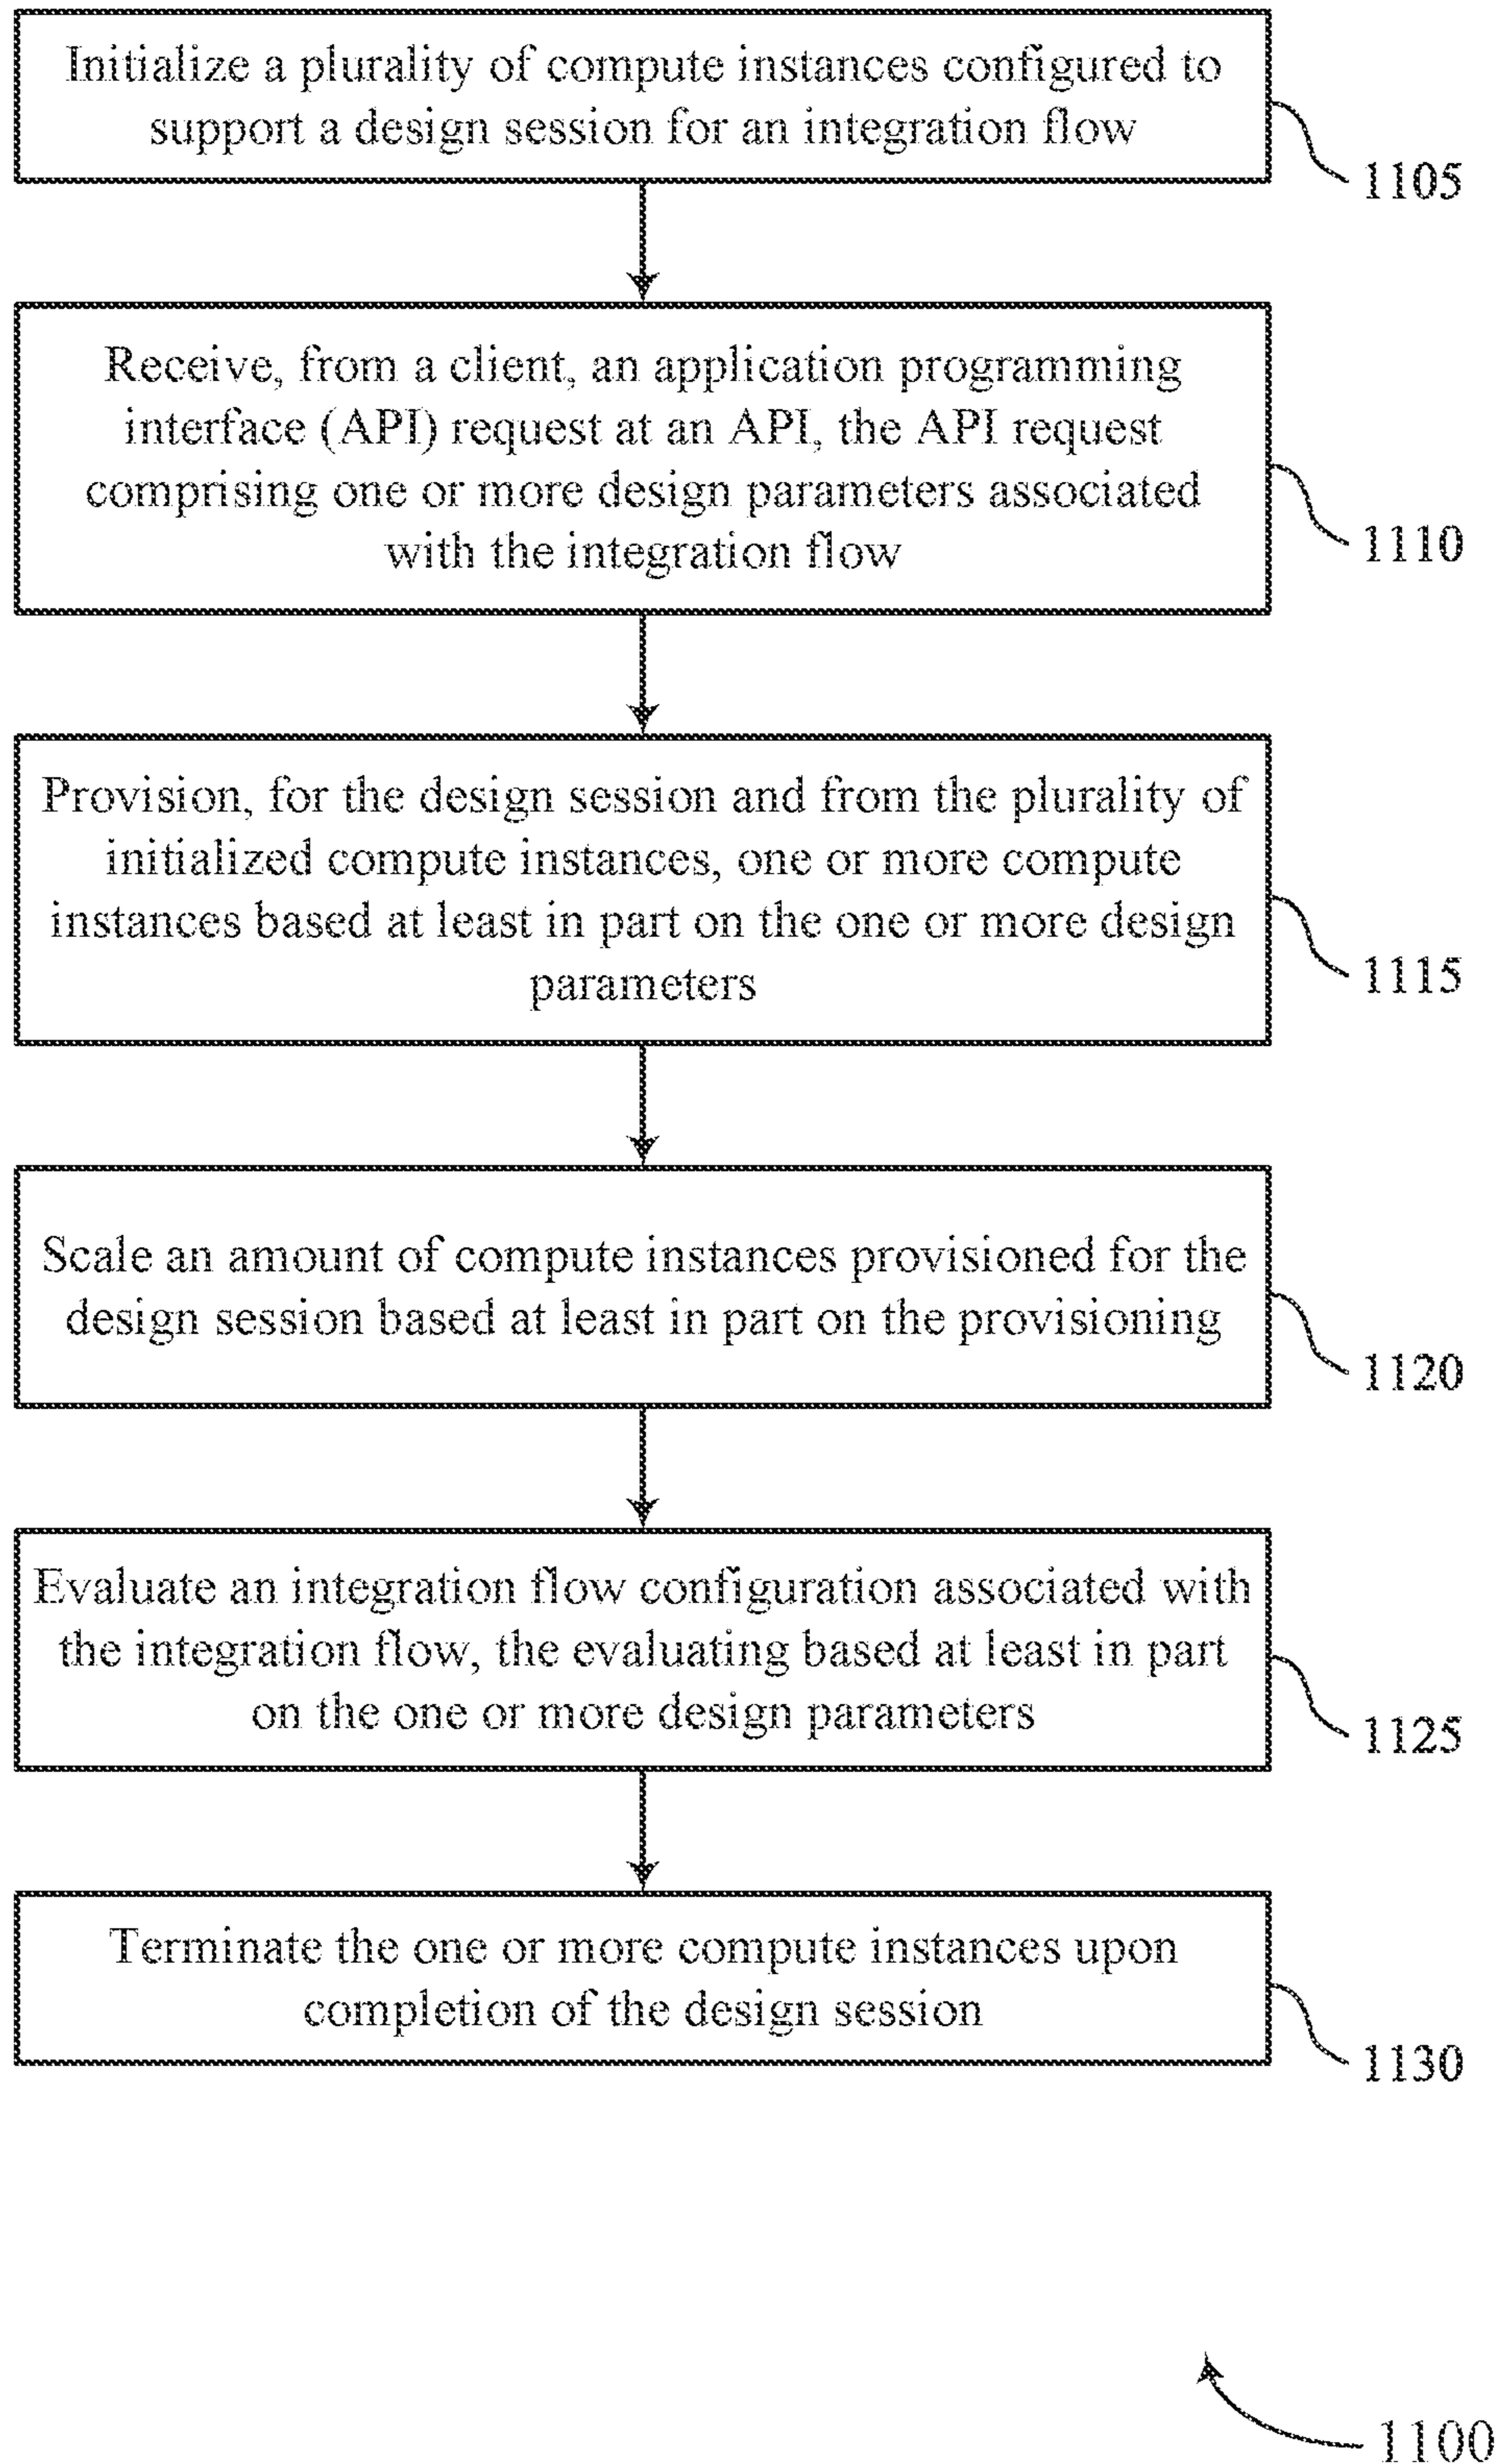 Initialize a plurality of compute instances configured to
support a design session for an integration flow
1105
Receive, from a client, an application programming
interface (API) request at an API, the API request
comprising one or more design parameters associated
with the integration flow
1110
Provision, for the design session and from the plurality of
initialized compute instances, one or more compute
instances based at least in part on the one or more design
parameters
1115
Scale an amount of compute instances provisioned for the
design session based at least in part on the provisioning
1120
Evaluate an integration flow configuration associated with
the integration flow, the evaluating based at least in part
on the one or more design parameters
1125
Terminate the one or more compute instances upon
completion of the design session
1130
1100